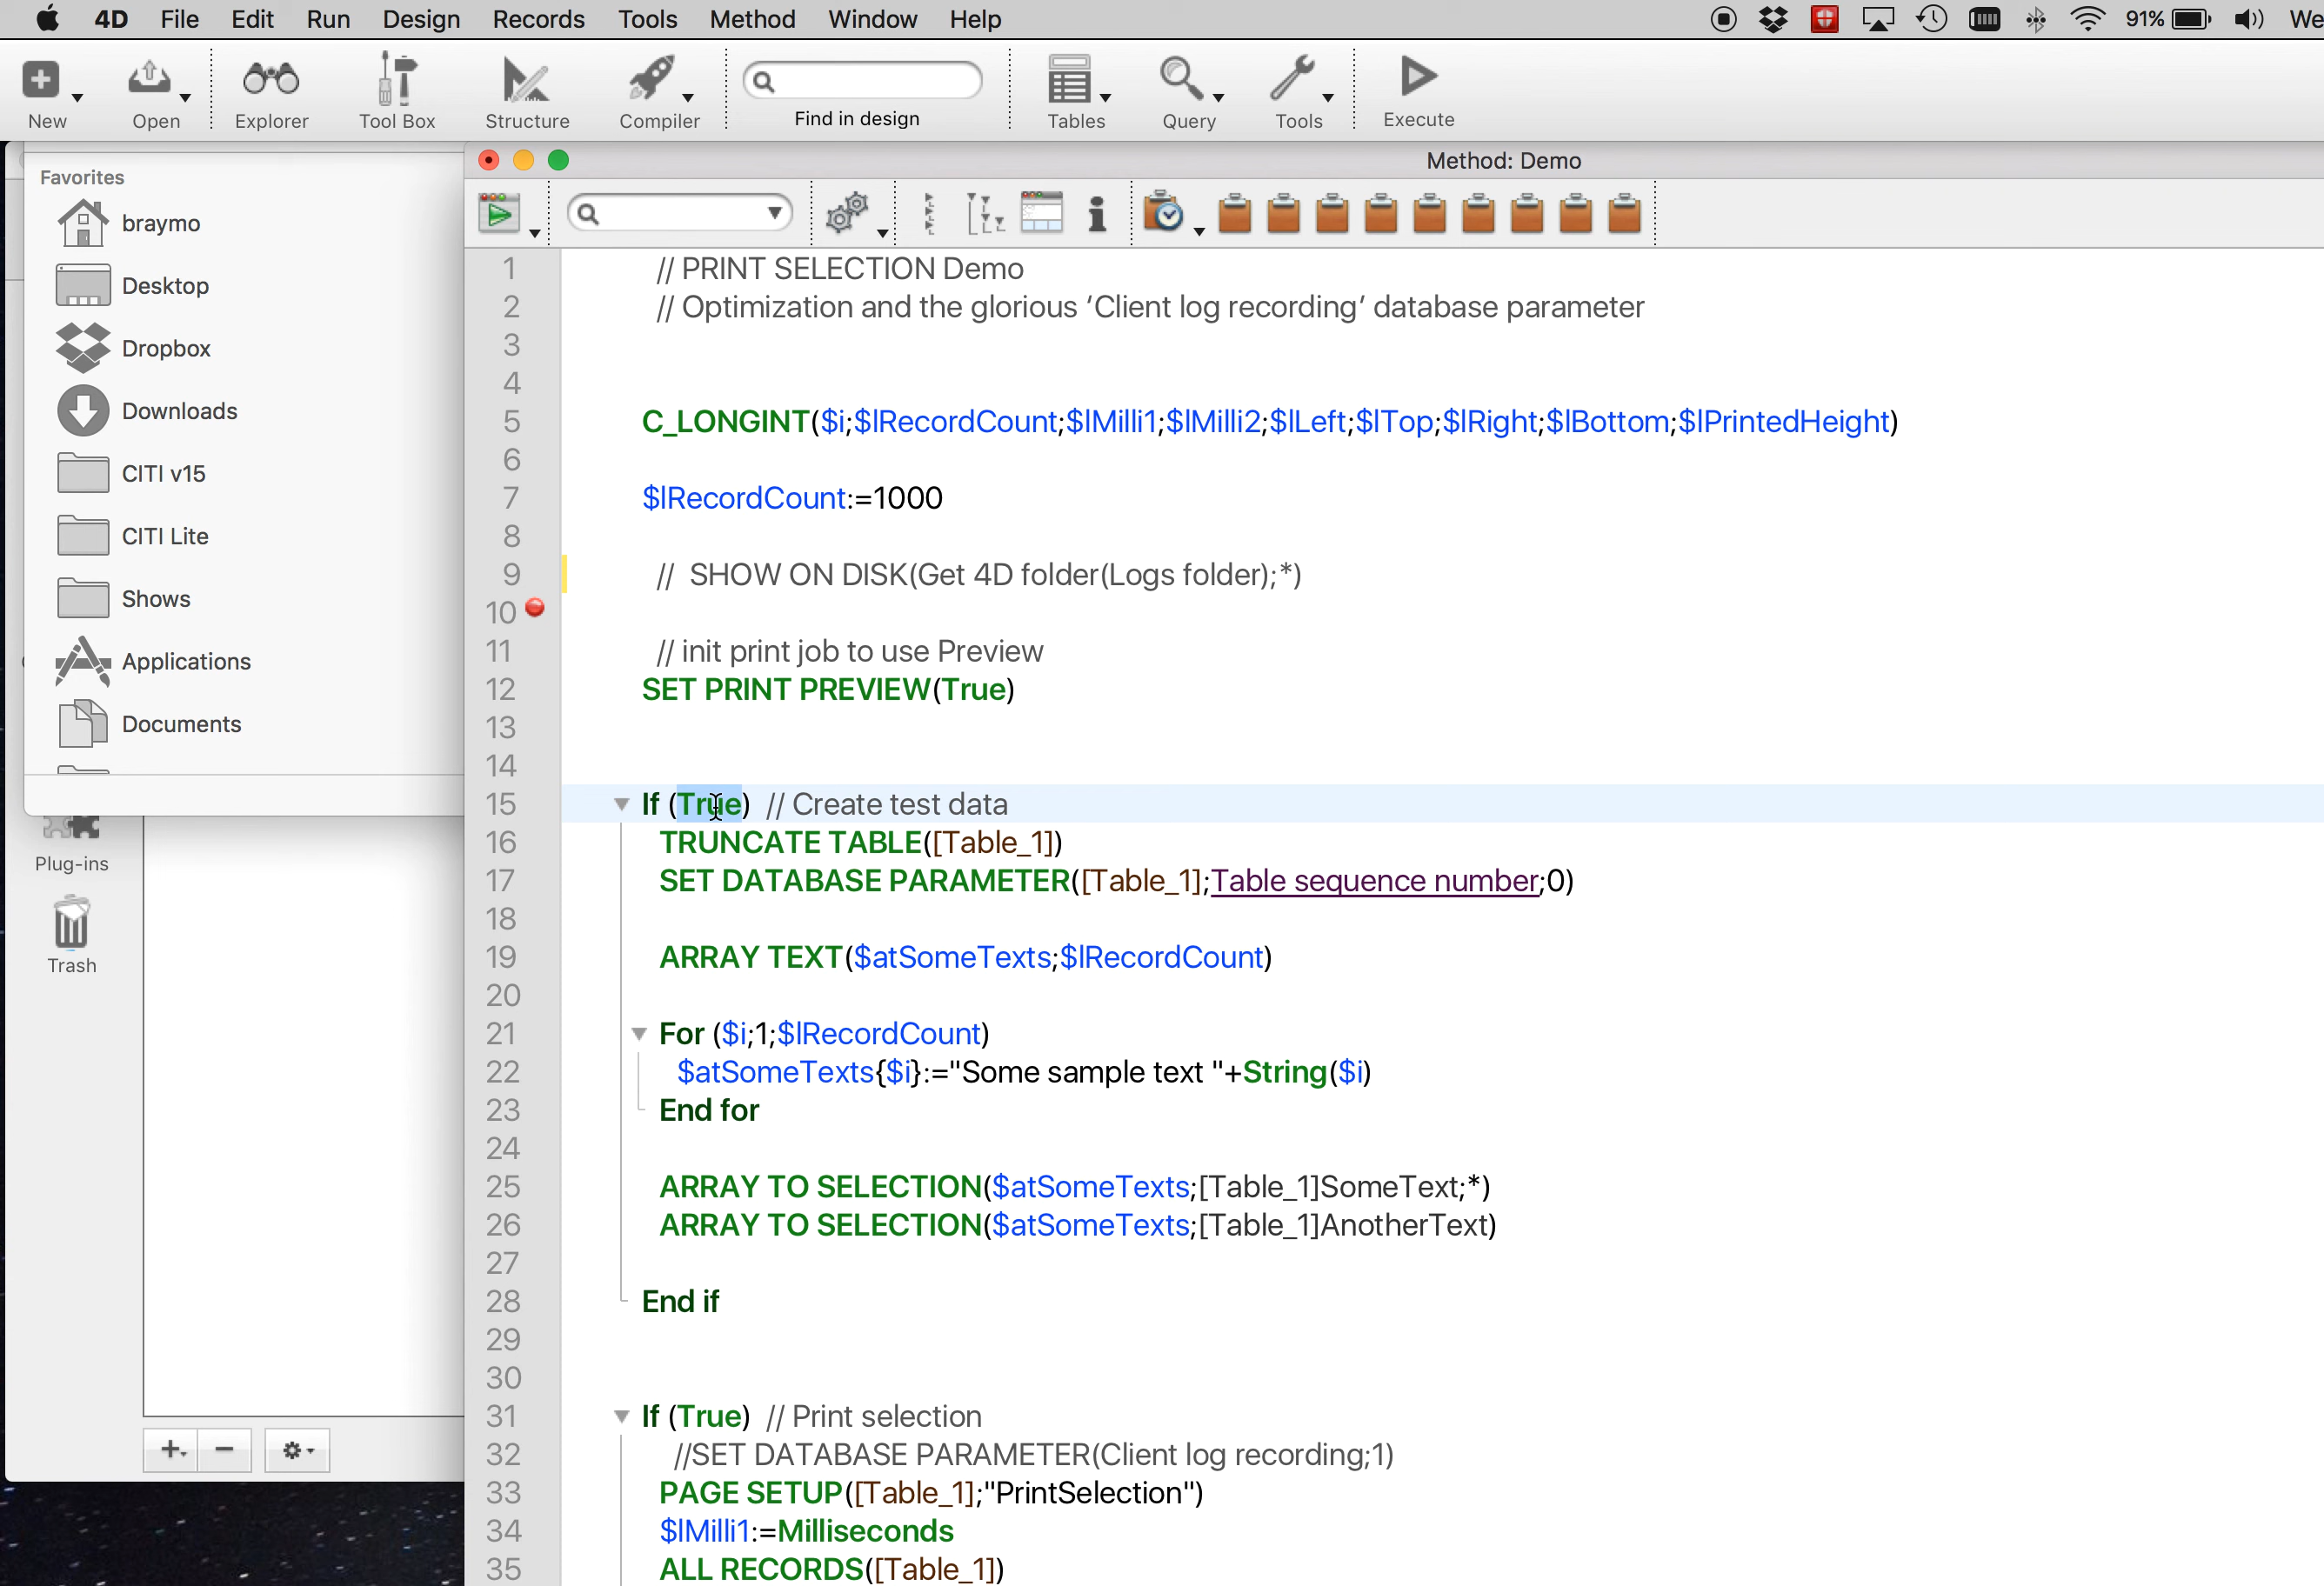 4D File Edit Run Design Records Tools Method Window Help 91% We
New Open Explorer Tool Box Structure Compiler Find in design Tables Query Tools Execute
Method: Demo
Favorites
braymo
Desktop
Dropbox
Downloads
CITI v15
CITI Lite
Shows
Applications
Documents
Plug-ins
Trash
1 // PRINT SELECTION Demo
2 // Optimization and the glorious ‘Client log recording’ database parameter
3
4
5 C_LONGINT($i;$lRecordCount;$lMilli1;$lMilli2;$lLeft;$lTop;$lRight;$lBottom;$lPrintedHeight)
6
7 $lRecordCount:=1000
8
9 // SHOW ON DISK(Get 4D folder(Logs folder);*)
10
11 // init print job to use Preview
12 SET PRINT PREVIEW(True)
13
14
15 If (True) // Create test data
16 TRUNCATE TABLE([Table_1])
17 SET DATABASE PARAMETER([Table_1];Table sequence number;0)
18
19 ARRAY TEXT($atSomeTexts;$lRecordCount)
20
21 For ($i;1;$lRecordCount)
22 $atSomeTexts{$i}:="Some sample text "+String($i)
23 End for
24
25 ARRAY TO SELECTION($atSomeTexts;[Table_1]SomeText;*)
26 ARRAY TO SELECTION($atSomeTexts;[Table_1]AnotherText)
27
28 End if
29
30
31 If (True) // Print selection
32 //SET DATABASE PARAMETER(Client log recording;1)
33 PAGE SETUP([Table_1];"PrintSelection")
34 $lMilli1:=Milliseconds
35 ALL RECORDS([Table_1])